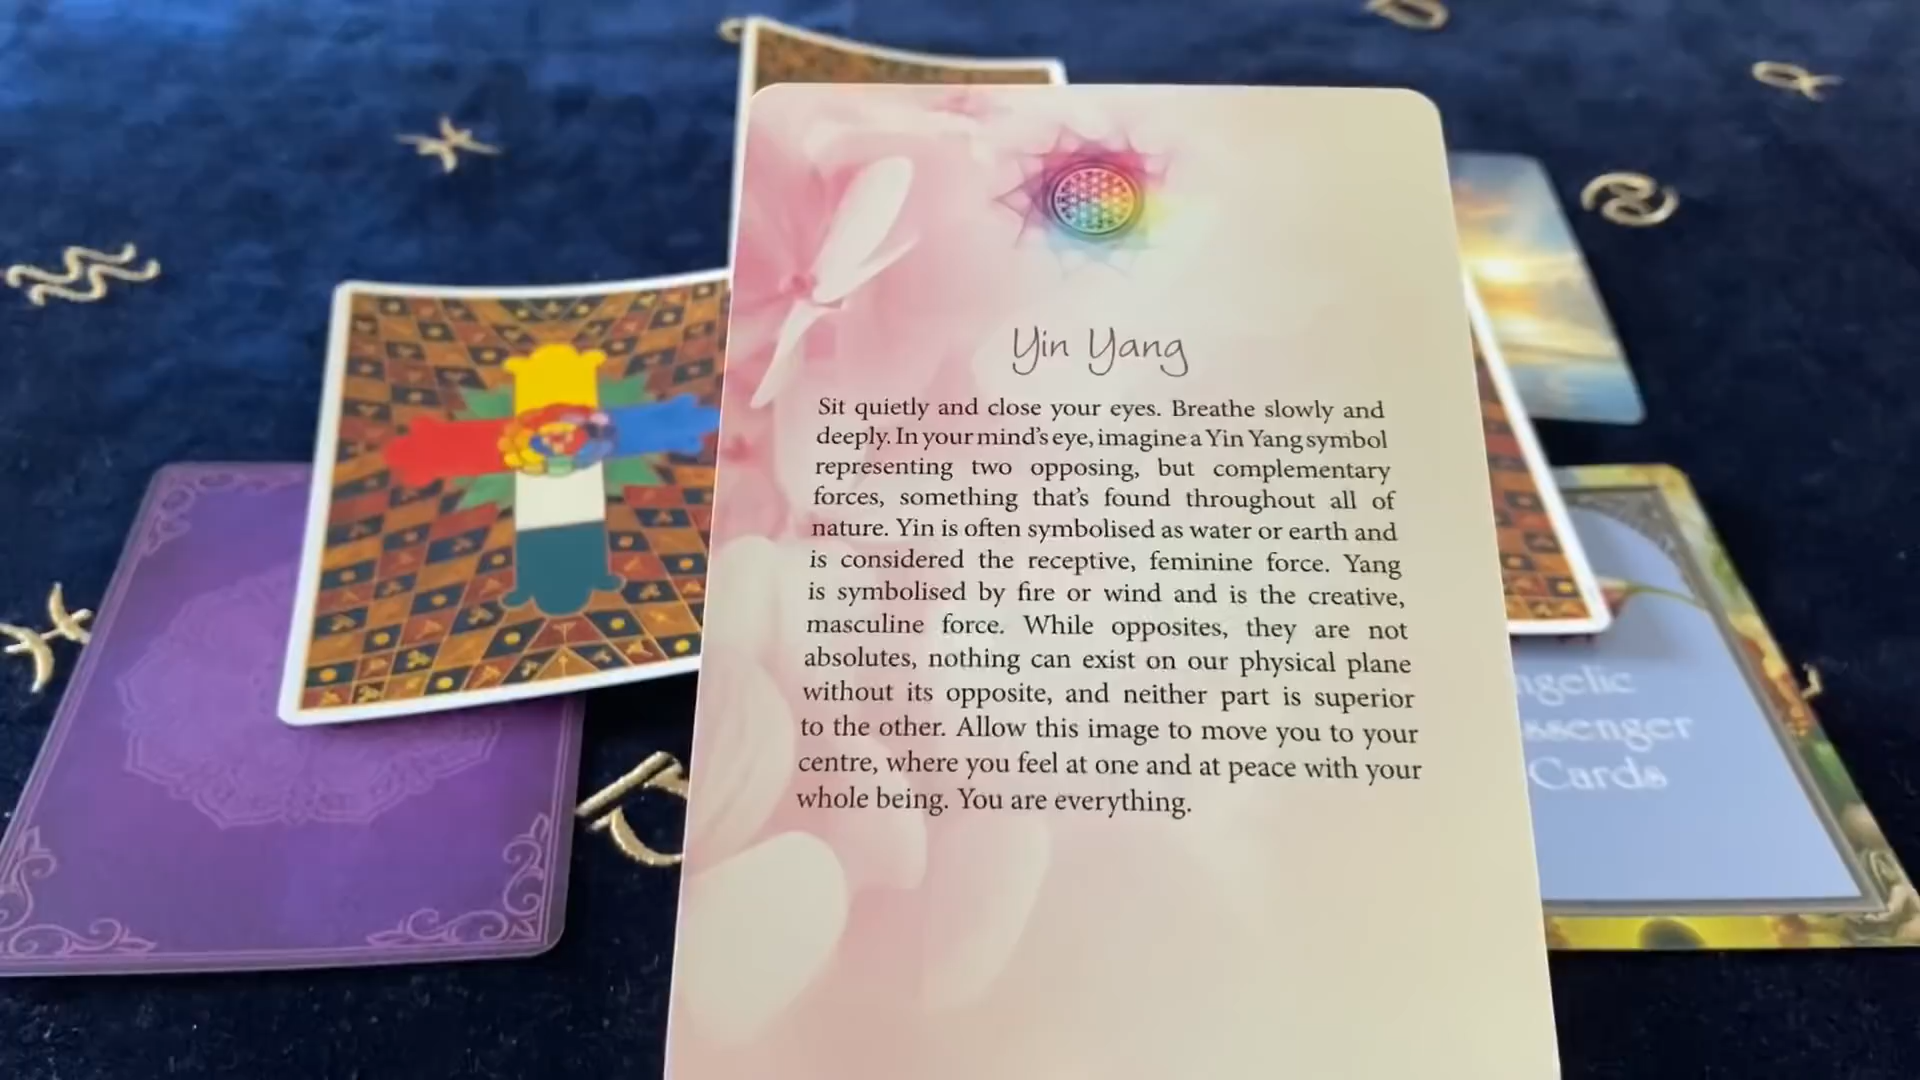 Yin Yang
Sit quietly and close your eyes. Breathe slowly and
deeply. In your mind's eye, imagine a Yin Yang symbol
representing two opposing, but complementary
forces, something that's found throughout all of
nature. Yin is often symbolised as water or earth and
is considered the receptive, feminine force. Yang
is symbolised by fire or wind and is the creative,
masculine force. While opposites, they are not
absolutes, nothing can exist on our physical plane
without its opposite, and neither part is superior
to the other. Allow this image to move you to your
centre, where you feel at one and at peace with your
whole being. You are everything.
ngelic
ssenger
Cards